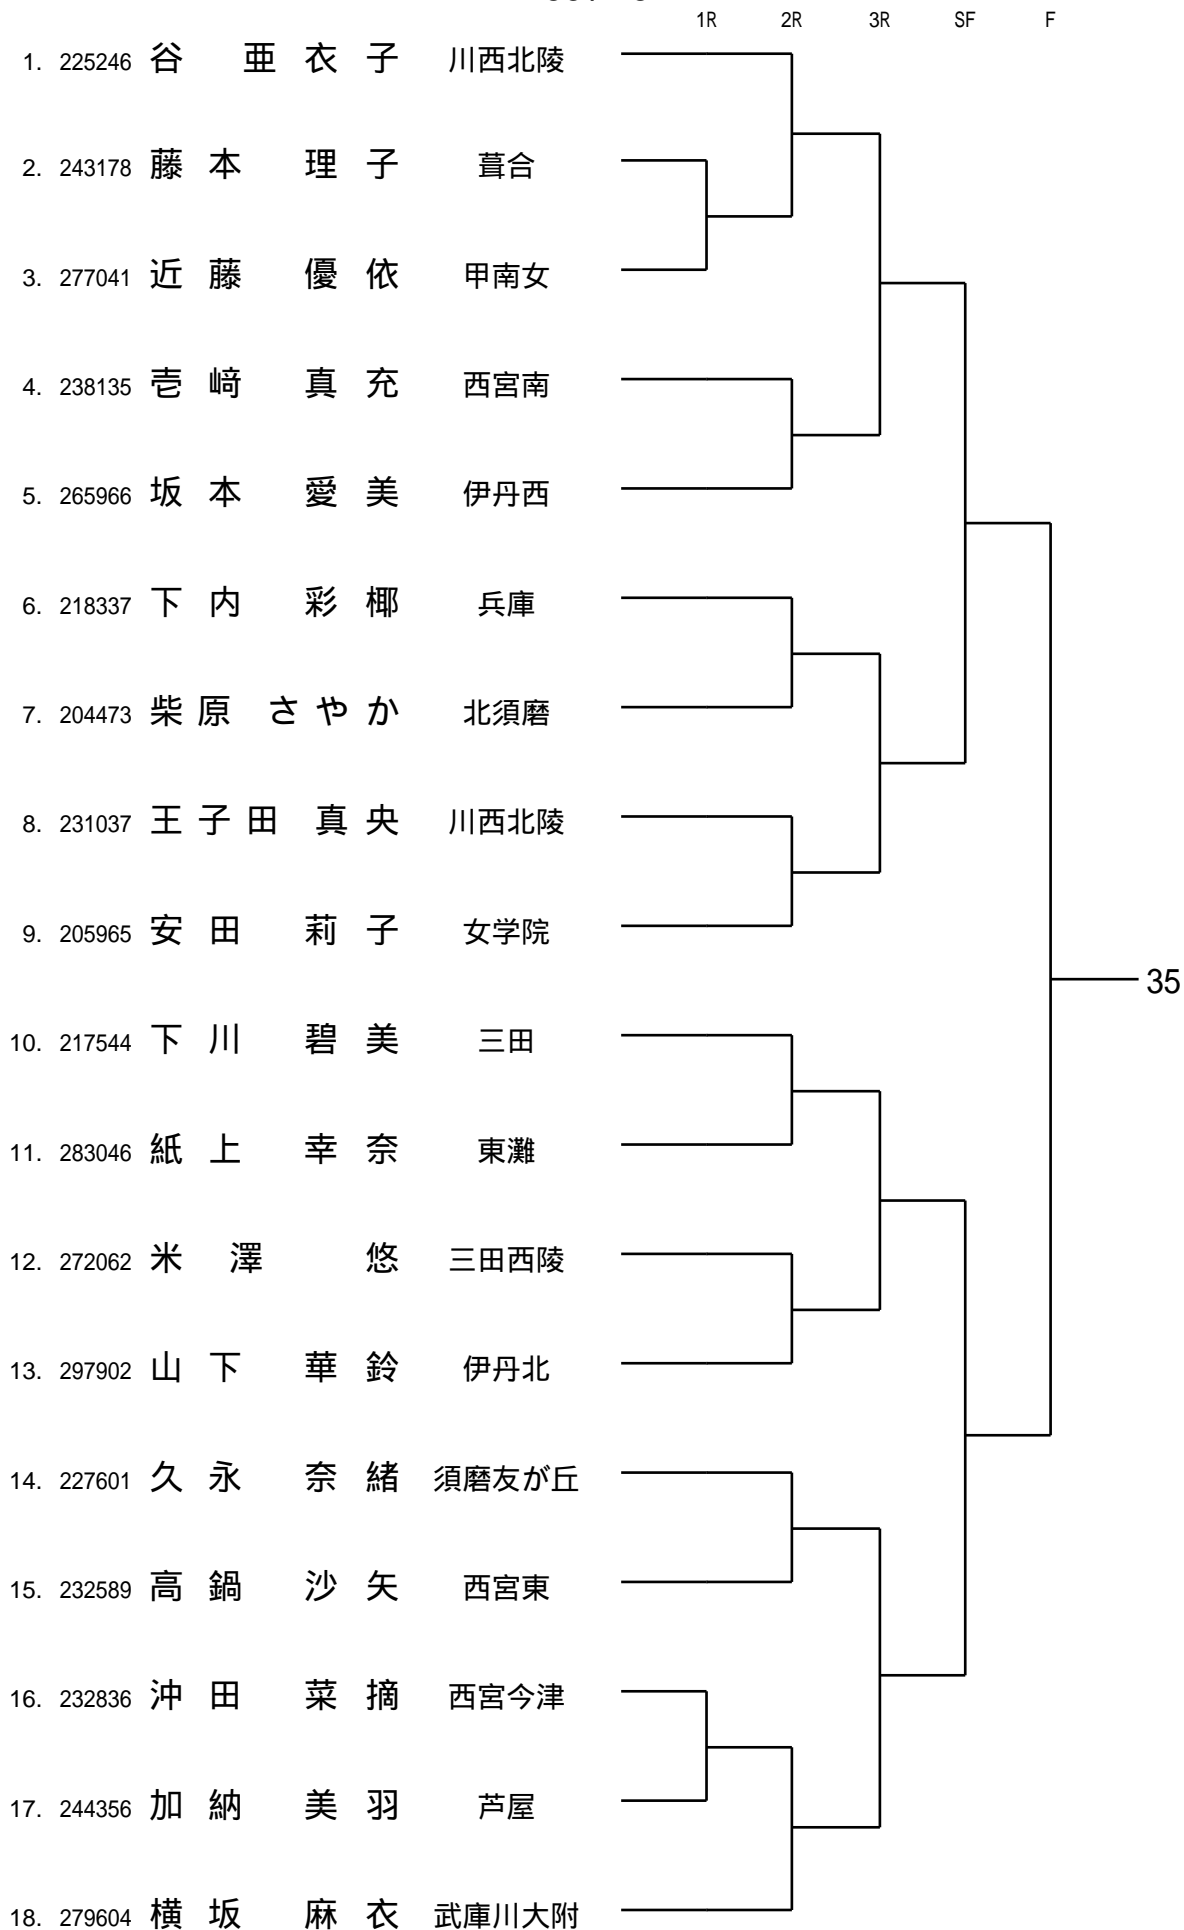 1R 2R 3R SF F
1. 225246 谷 亜衣子 川西北陵
2. 243178 藤本 理子 葺合
3. 277041 近藤 優依 甲南女
4. 238135 壱﨑 真充 西宮南
5. 265966 坂本 愛美 伊丹西
6. 218337 下内 彩椰 兵庫
7. 204473 柴原 さやか 北須磨
8. 231037 王子田 真央 川西北陵
9. 205965 安田 莉子 女学院
35
10. 217544 下川 碧美 三田
11. 283046 紙上 幸奈 東灘
12. 272062 米澤 悠 三田西陵
13. 297902 山下 華鈴 伊丹北
14. 227601 久永 奈緒 須磨友が丘
15. 232589 高鍋 沙矢 西宮東
16. 232836 沖田 菜摘 西宮今津
17. 244356 加納 美羽 芦屋
18. 279604 横坂 麻衣 武庫川大附